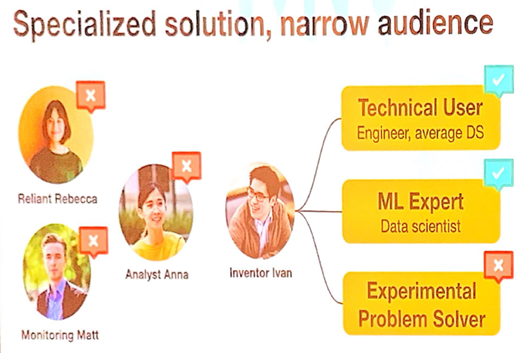 Specialized solution, narrow audience
Reliant Rebecca
Monitoring Matt
Analyst Anna
Inventor Ivan
Technical User
Engineer, average DS
ML Expert
Data scientist
Experimental
Problem Solver